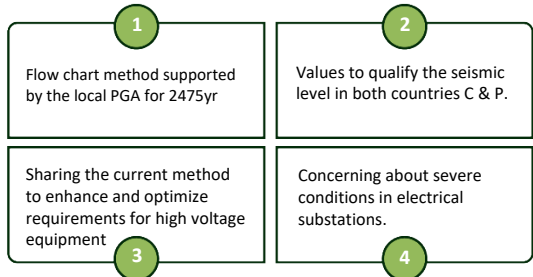 1
Flow chart method supported
by the local PGA for 2475yr
2
Values to qualify the seismic
level in both countries C & P.
Sharing the current method
to enhance and optimize
requirements for high voltage
equipment
3
Concerning about severe
conditions in electrical
substations.
4